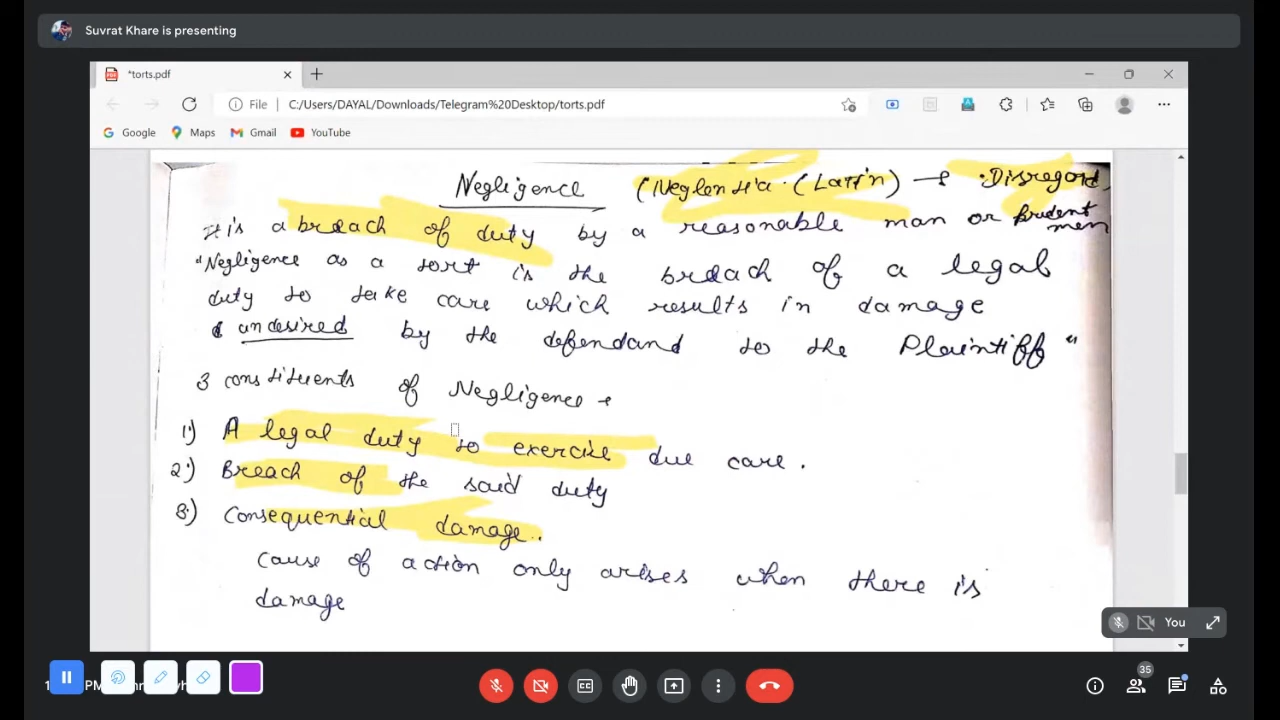 Suvrat Khare is presenting
*torts.pdf
File C:/Users/DAYAL/Downloads/Telegram%20Desktop/torts.pdf
Google Maps Gmail YouTube
Negligence (Neglentia (Lattin) → Disregard,
It is a breach of duty by a reasonable man or Prudent men
"Negligence as a tort is the breach of a legal
duty to take care which results in damage
undesired by the defendand to the Plaintiff"
3 constituents of Negligence →
1) A legal duty to exercise due care.
2) Breach of the said duty
3) Consequential damage..
cause of action only arises when there is
damage
You
35